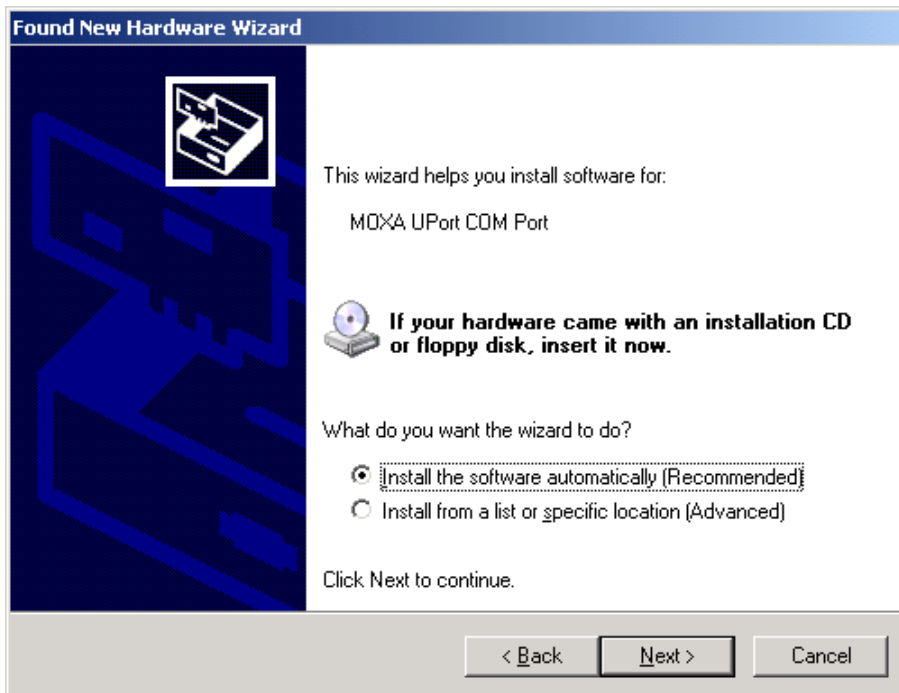 Found New Hardware Wizard
This wizard helps you install software for:
MOXA UPort COM Port
If your hardware came with an installation CD
or floppy disk, insert it now.
What do you want the wizard to do?
Install the software automatically (Recommended)
Install from a list or specific location (Advanced)
Click Next to continue.
< Back
Next >
Cancel